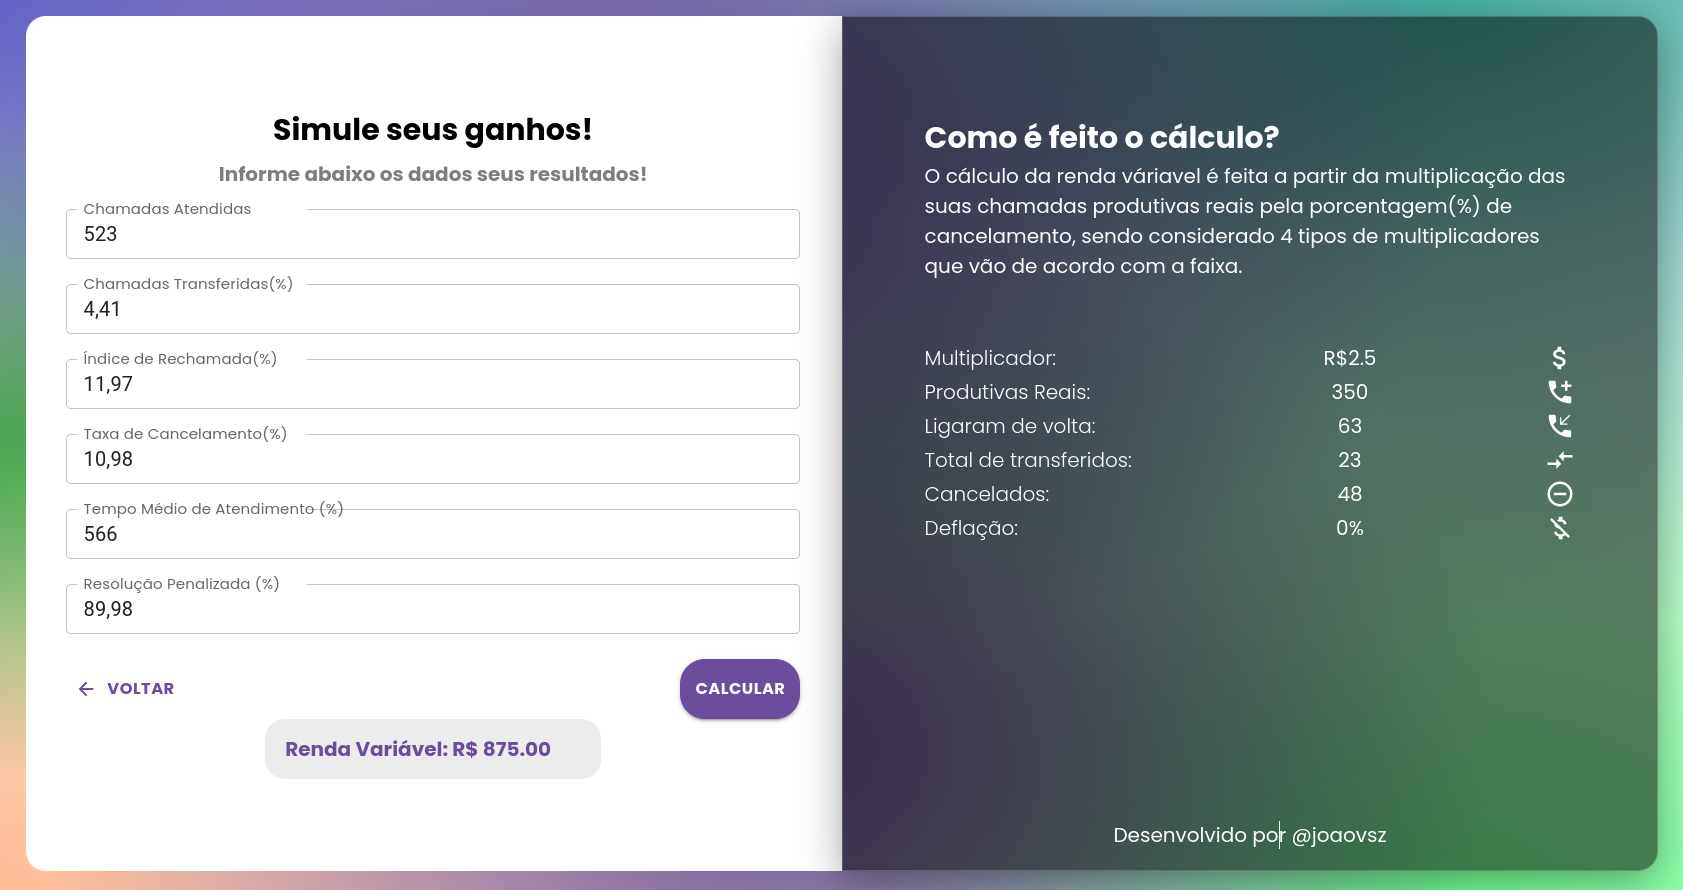 Simule seus ganhos!
Informe abaixo os dados seus resultados!
Chamadas Atendidas
523
Chamadas Transferidas(%)
4,41
Índice de Rechamada(%)
11,97
Taxa de Cancelamento(%)
10,98
Tempo Médio de Atendimento (%)
566
Resolução Penalizada (%)
89,98
VOLTAR
CALCULAR
Renda Variável: R$ 875.00
Como é feito o cálculo?
O cálculo da renda váriavel é feita a partir da multiplicação das
suas chamadas produtivas reais pela porcentagem(%) de
cancelamento, sendo considerado 4 tipos de multiplicadores
que vão de acordo com a faixa.
Multiplicador: R$2.5
Produtivas Reais: 350
Ligaram de volta: 63
Total de transferidos: 23
Cancelados: 48
Deflação: 0%
Desenvolvido por @joaovsz